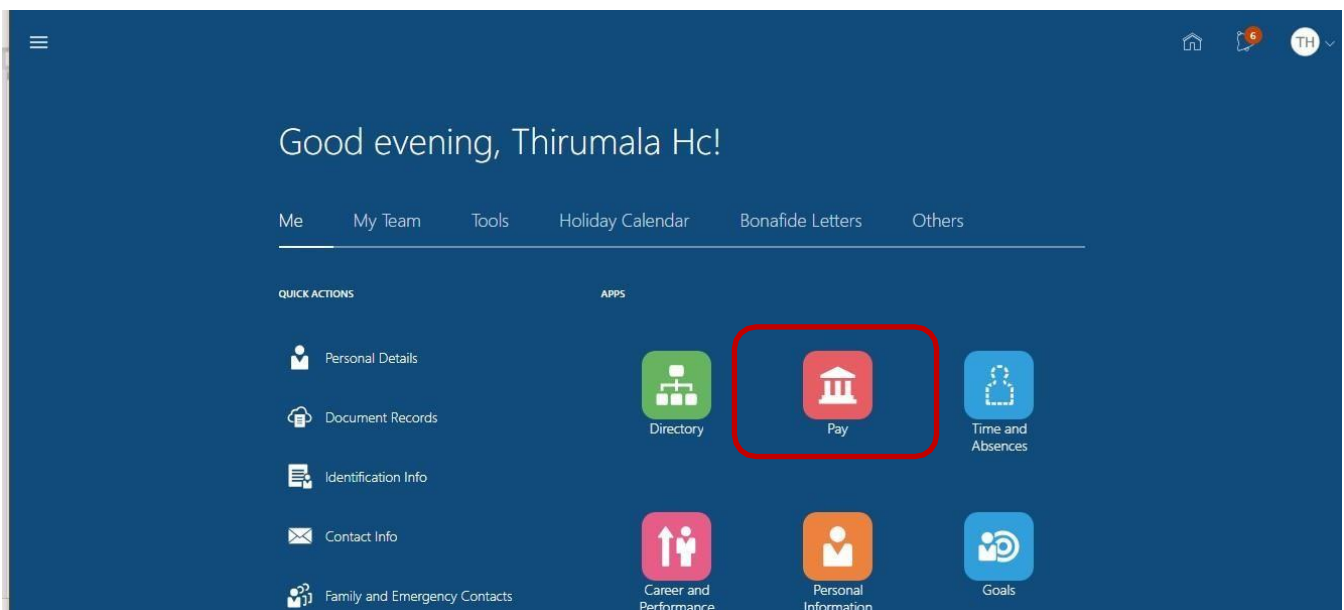 6
TH
Good evening, Thirumala Hc!
Me My Team Tools Holiday Calendar Bonafide Letters Others
QUICK ACTIONS
Personal Details
Document Records
Identification Info
Contact Info
Family and Emergency Contacts
APPS
Directory
Pay
Time and
Absences
Career and
Performance
Personal
Information
Goals